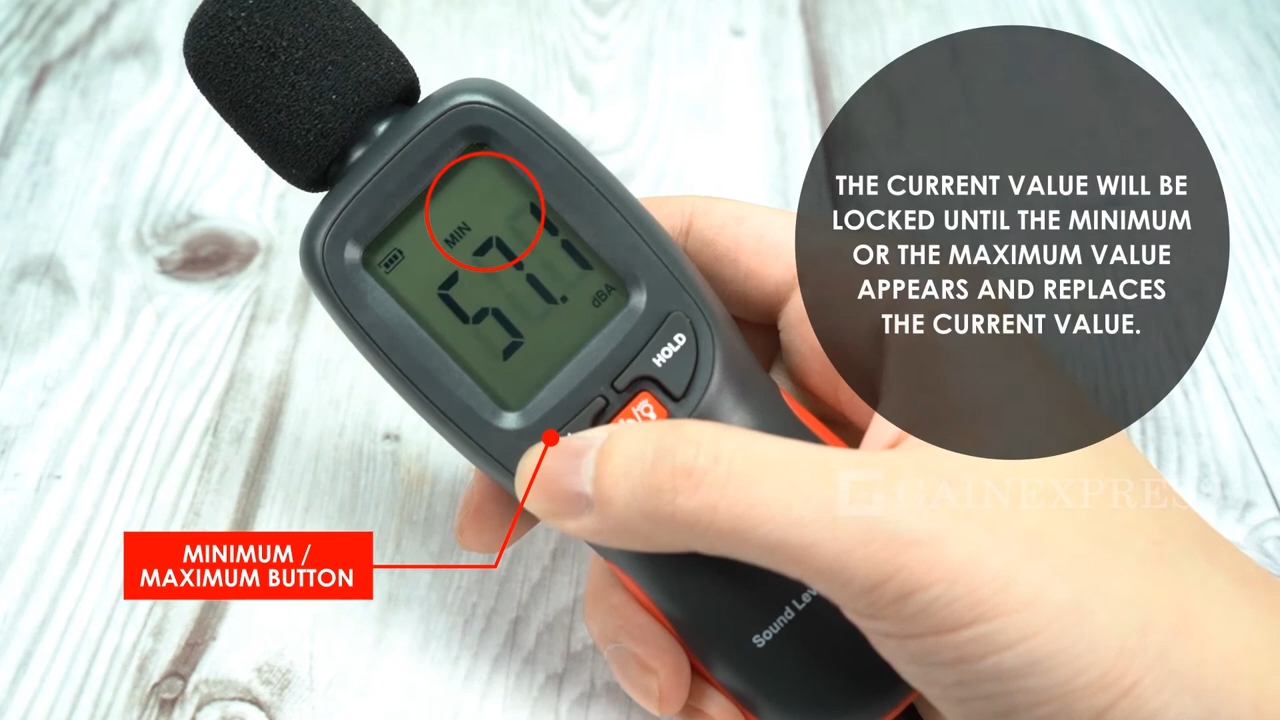 THE CURRENT VALUE WILL BE
LOCKED UNTIL THE MINIMUM
OR THE MAXIMUM VALUE
APPEARS AND REPLACES
THE CURRENT VALUE.
MIN
57.1
dBA
HOLD
MINIMUM /
MAXIMUM BUTTON
GAINEXPRESS
Sound Lev